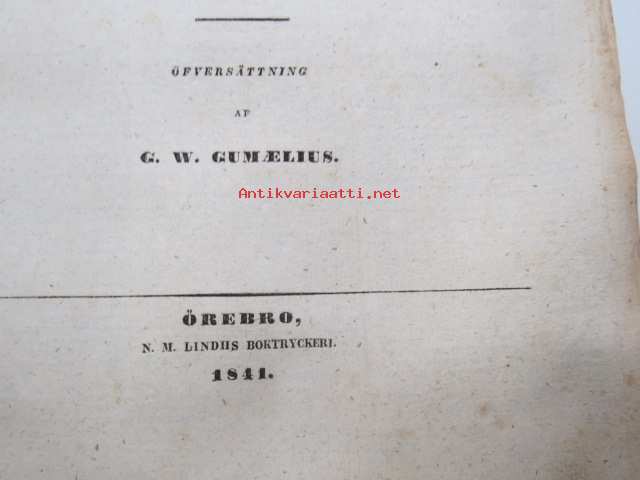 ÖFVERSÄTTNING
AF
G. W. GUMÆLIUS.
Antikvariaatti.net
ÖREBRO,
N. M. LINDHS BOKTRYCKERI.
1841.